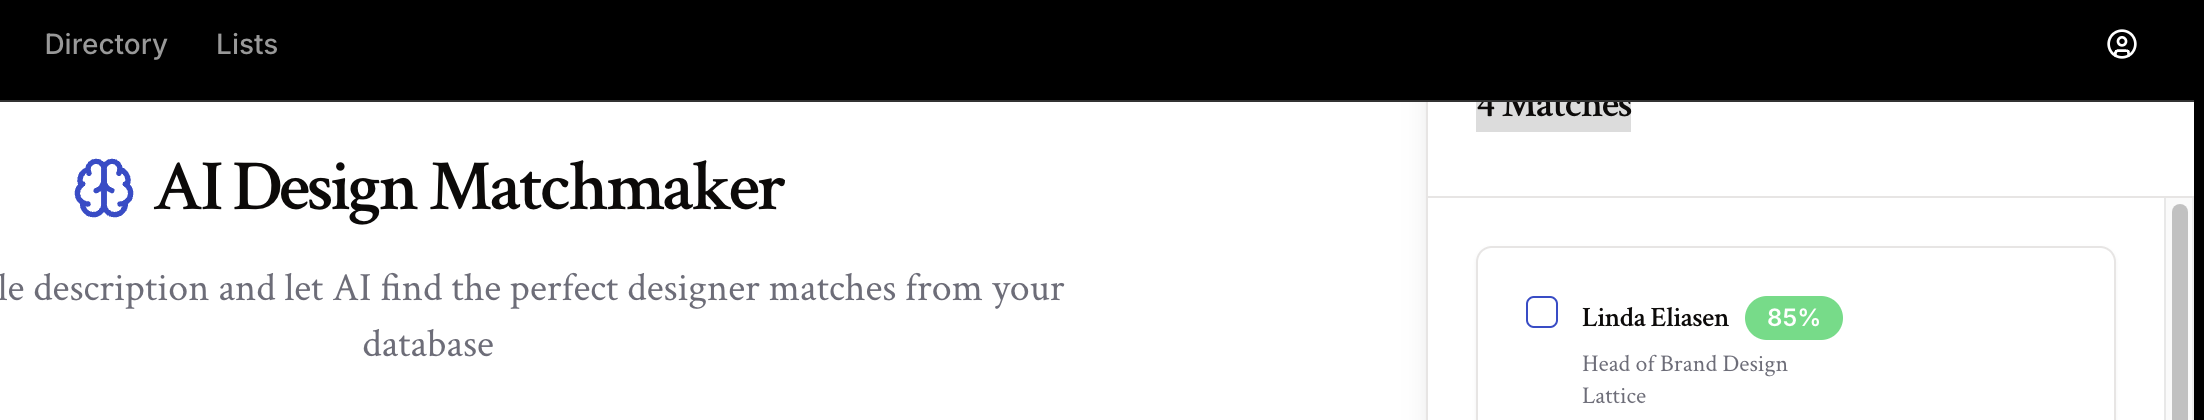 Directory Lists
4 Matches
AI Design Matchmaker
le description and let AI find the perfect designer matches from your
database
Linda Eliasen 85%
Head of Brand Design
Lattice